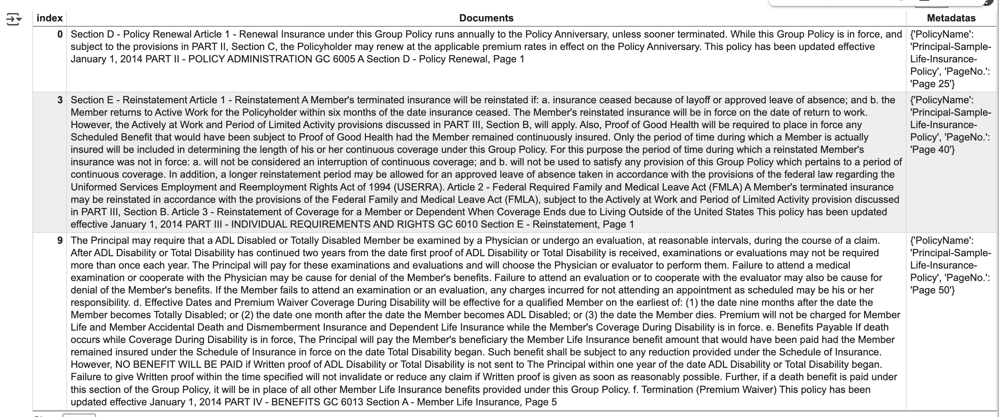 index Documents Metadatas
0 Section D - Policy Renewal Article 1 - Renewal Insurance under this Group Policy runs annually to the Policy Anniversary, unless sooner terminated. While this Group Policy is in force, and
subject to the provisions in PART II, Section C, the Policyholder may renew at the applicable premium rates in effect on the Policy Anniversary. This policy has been updated effective
January 1, 2014 PART II - POLICY ADMINISTRATION GC 6005 A Section D - Policy Renewal, Page 1
{'PolicyName':
'Principal-Sample-
Life-Insurance-
Policy', 'PageNo.':
'Page 25'}
3 Section E - Reinstatement Article 1 - Reinstatement A Member's terminated insurance will be reinstated if: a. insurance ceased because of layoff or approved leave of absence; and b. the
Member returns to Active Work for the Policyholder within six months of the date insurance ceased. The Member's reinstated insurance will be in force on the date of return to work.
However, the Actively at Work and Period of Limited Activity provisions discussed in PART III, Section B, will apply. Also, Proof of Good Health will be required to place in force any
Scheduled Benefit that would have been subject to Proof of Good Health had the Member remained continuously insured. Only the period of time during which a Member is actually
insured will be included in determining the length of his or her continuous coverage under this Group Policy. For this purpose the period of time during which a reinstated Member's
insurance was not in force: a. will not be considered an interruption of continuous coverage; and b. will not be used to satisfy any provision of this Group Policy which pertains to a period of
continuous coverage. In addition, a longer reinstatement period may be allowed for an approved leave of absence taken in accordance with the provisions of the federal law regarding the
Uniformed Services Employment and Reemployment Rights Act of 1994 (USERRA). Article 2 - Federal Required Family and Medical Leave Act (FMLA) A Member's terminated insurance
may be reinstated in accordance with the provisions of the Federal Family and Medical Leave Act (FMLA), subject to the Actively at Work and Period of Limited Activity provision discussed
in PART III, Section B. Article 3 - Reinstatement of Coverage for a Member or Dependent When Coverage Ends due to Living Outside of the United States This policy has been updated
effective January 1, 2014 PART III - INDIVIDUAL REQUIREMENTS AND RIGHTS GC 6010 Section E - Reinstatement, Page 1
{'PolicyName':
'Principal-Sample-
Life-Insurance-
Policy', 'PageNo.':
'Page 40'}
9 The Principal may require that a ADL Disabled or Totally Disabled Member be examined by a Physician or undergo an evaluation, at reasonable intervals, during the course of a claim.
After ADL Disability or Total Disability has continued two years from the date first proof of ADL Disability or Total Disability is received, examinations or evaluations may not be required
more than once each year. The Principal will pay for these examinations and evaluations and will choose the Physician or evaluator to perform them. Failure to attend a medical
examination or cooperate with the Physician may be cause for denial of the Member's benefits. Failure to attend an evaluation or to cooperate with the evaluator may also be cause for
denial of the Member's benefits. If the Member fails to attend an examination or an evaluation, any charges incurred for not attending an appointment as scheduled may be his or her
responsibility. d. Effective Dates and Premium Waiver Coverage During Disability will be effective for a qualified Member on the earliest of: (1) the date nine months after the date the
Member becomes Totally Disabled; or (2) the date one month after the date the Member becomes ADL Disabled; or (3) the date the Member dies. Premium will not be charged for Member
Life and Member Accidental Death and Dismemberment Insurance and Dependent Life Insurance while the Member's Coverage During Disability is in force. e. Benefits Payable If death
occurs while Coverage During Disability is in force, The Principal will pay the Member's beneficiary the Member Life Insurance benefit amount that would have been paid had the Member
remained insured under the Schedule of Insurance in force on the date Total Disability began. Such benefit shall be subject to any reduction provided under the Schedule of Insurance.
However, NO BENEFIT WILL BE PAID if Written proof of ADL Disability or Total Disability is not sent to The Principal within one year of the date ADL Disability or Total Disability began.
Failure to give Written proof within the time specified will not invalidate or reduce any claim if Written proof is given as soon as reasonably possible. Further, if a death benefit is paid under
this section of the Group Policy, it will be in place of all other Member Life Insurance benefits provided under this Group Policy. f. Termination (Premium Waiver) This policy has been
updated effective January 1, 2014 PART IV - BENEFITS GC 6013 Section A - Member Life Insurance, Page 5
{'PolicyName':
'Principal-Sample-
Life-Insurance-
Policy', 'PageNo.':
'Page 50'}